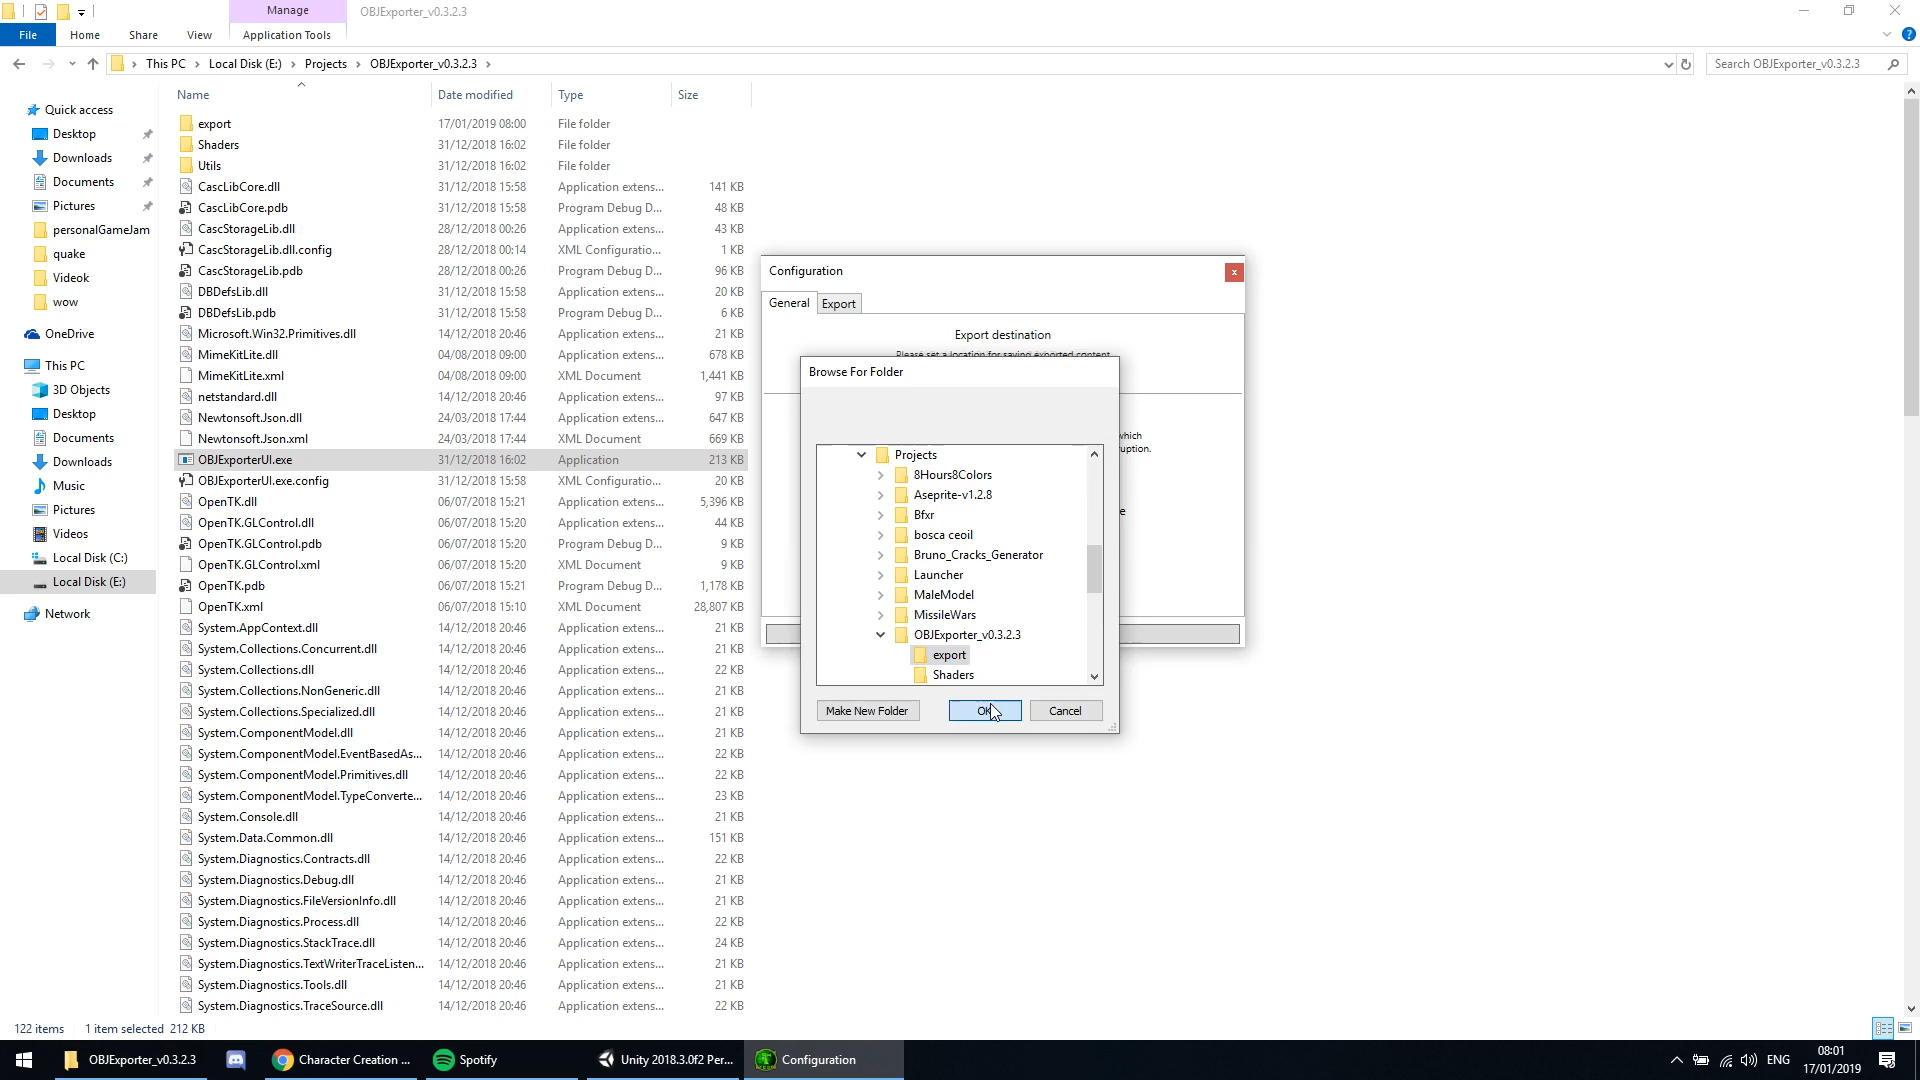 Manage OBJExporter_v0.3.2.3
File Home Share View Application Tools
This PC Local Disk (E:) Projects OBJExporter_v0.3.2.3 Search OBJExporter_v0.3.2.3
Name Date modified Type Size
Quick access
Desktop
Downloads
Documents
Pictures
personalGameJam
quake
Videok
wow
OneDrive
This PC
3D Objects
Desktop
Documents
Downloads
Music
Pictures
Videos
Local Disk (C:)
Local Disk (E:)
Network
export 17/01/2019 08:00 File folder
Shaders 31/12/2018 16:02 File folder
Utils 31/12/2018 16:02 File folder
CascLibCore.dll 31/12/2018 15:58 Application extens... 141 KB
CascLibCore.pdb 31/12/2018 15:58 Program Debug D... 48 KB
CascStorageLib.dll 28/12/2018 00:26 Application extens... 43 KB
CascStorageLib.dll.config 28/12/2018 00:14 XML Configuratio... 1 KB
CascStorageLib.pdb 28/12/2018 00:26 Program Debug D... 96 KB
DBDefsLib.dll 31/12/2018 15:58 Application extens... 20 KB
DBDefsLib.pdb 31/12/2018 15:58 Program Debug D... 6 KB
Microsoft.Win32.Primitives.dll 14/12/2018 20:46 Application extens... 21 KB
MimeKitLite.dll 04/08/2018 09:00 Application extens... 678 KB
MimeKitLite.xml 04/08/2018 09:00 XML Document 1,441 KB
netstandard.dll 14/12/2018 20:46 Application extens... 97 KB
Newtonsoft.Json.dll 24/03/2018 17:44 Application extens... 647 KB
Newtonsoft.Json.xml 24/03/2018 17:44 XML Document 669 KB
OBJExporterUI.exe 31/12/2018 16:02 Application 213 KB
OBJExporterUI.exe.config 31/12/2018 15:58 XML Configuratio... 20 KB
OpenTK.dll 06/07/2018 15:21 Application extens... 5,396 KB
OpenTK.GLControl.dll 06/07/2018 15:20 Application extens... 44 KB
OpenTK.GLControl.pdb 06/07/2018 15:20 Program Debug D... 9 KB
OpenTK.GLControl.xml 06/07/2018 15:20 XML Document 9 KB
OpenTK.pdb 06/07/2018 15:21 Program Debug D... 1,178 KB
OpenTK.xml 06/07/2018 15:10 XML Document 28,807 KB
System.AppContext.dll 14/12/2018 20:46 Application extens... 21 KB
System.Collections.Concurrent.dll 14/12/2018 20:46 Application extens... 21 KB
System.Collections.dll 14/12/2018 20:46 Application extens... 22 KB
System.Collections.NonGeneric.dll 14/12/2018 20:46 Application extens... 21 KB
System.Collections.Specialized.dll 14/12/2018 20:46 Application extens... 21 KB
System.ComponentModel.dll 14/12/2018 20:46 Application extens... 21 KB
System.ComponentModel.EventBasedAs... 14/12/2018 20:46 Application extens... 22 KB
System.ComponentModel.Primitives.dll 14/12/2018 20:46 Application extens... 22 KB
System.ComponentModel.TypeConverte... 14/12/2018 20:46 Application extens... 23 KB
System.Console.dll 14/12/2018 20:46 Application extens... 21 KB
System.Data.Common.dll 14/12/2018 20:46 Application extens... 151 KB
System.Diagnostics.Contracts.dll 14/12/2018 20:46 Application extens... 22 KB
System.Diagnostics.Debug.dll 14/12/2018 20:46 Application extens... 21 KB
System.Diagnostics.FileVersionInfo.dll 14/12/2018 20:46 Application extens... 21 KB
System.Diagnostics.Process.dll 14/12/2018 20:46 Application extens... 22 KB
System.Diagnostics.StackTrace.dll 14/12/2018 20:46 Application extens... 24 KB
System.Diagnostics.TextWriterTraceListen... 14/12/2018 20:46 Application extens... 21 KB
System.Diagnostics.Tools.dll 14/12/2018 20:46 Application extens... 21 KB
System.Diagnostics.TraceSource.dll 14/12/2018 20:46 Application extens... 22 KB
Configuration
General Export
Export destination
Please set a location for saving exported content
hich
uption.
e
Browse For Folder
Projects
8Hours8Colors
Aseprite-v1.2.8
Bfxr
bosca ceoil
Bruno_Cracks_Generator
Launcher
MaleModel
MissileWars
OBJExporter_v0.3.2.3
export
Shaders
Make New Folder OK Cancel
122 items 1 item selected 212 KB
OBJExporter_v0.3.2.3 Character Creation ... Spotify Unity 2018.3.0f2 Per... Configuration ENG 08:01
17/01/2019